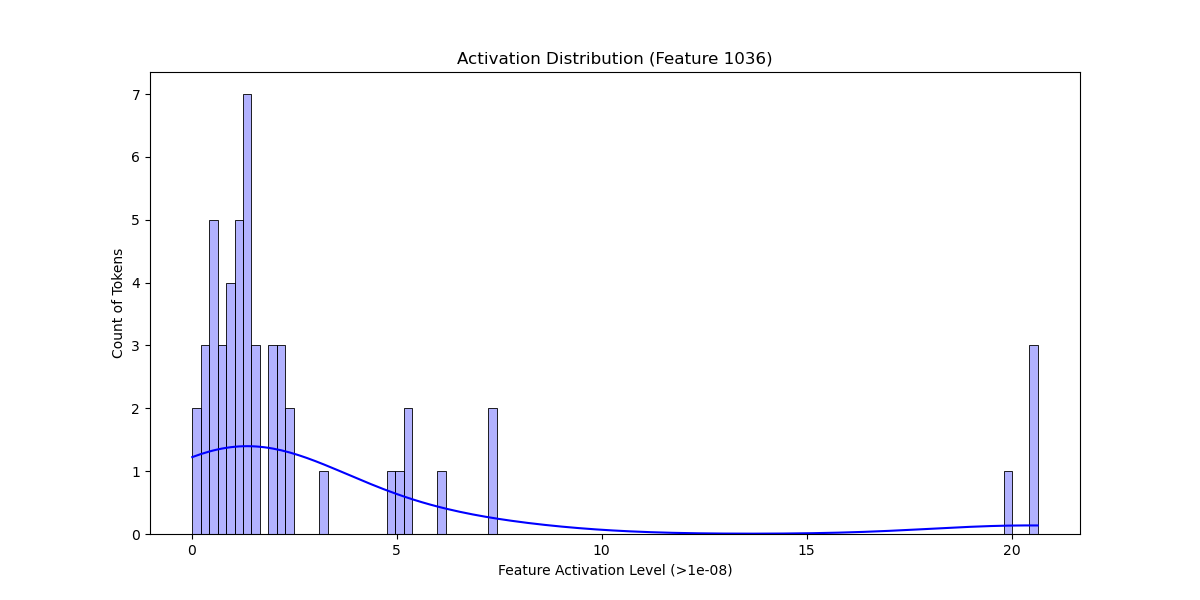 Activation Distribution (Feature 1036)
Count of Tokens
7
6
5
4
3
2
1
0
0 5 10 15 20
Feature Activation Level (>1e-08)